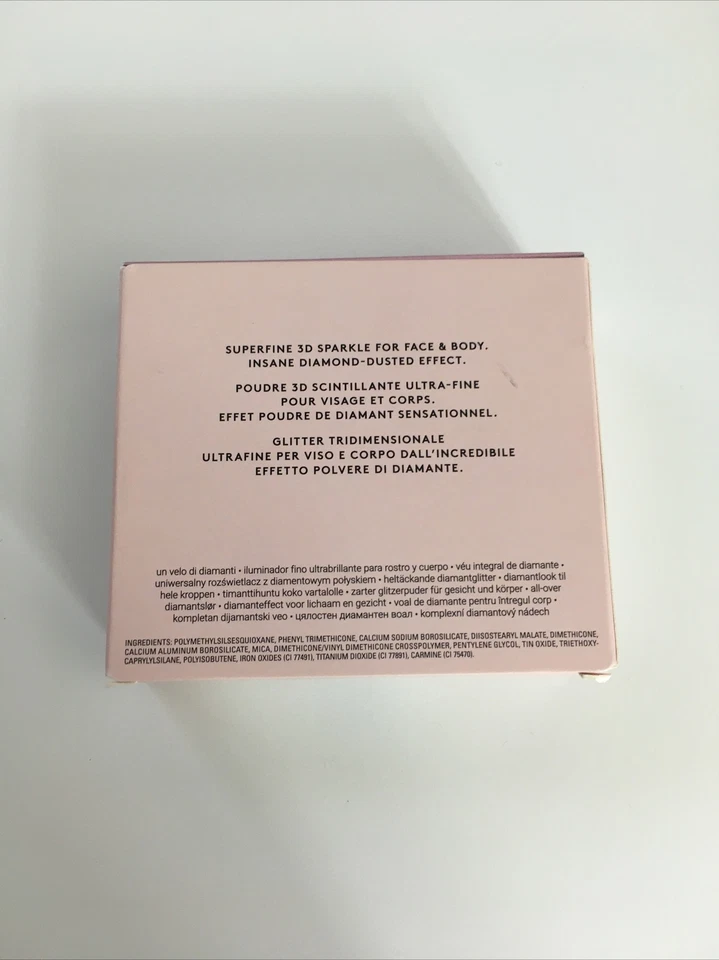 SUPERFINE 3D SPARKLE FOR FACE & BODY.
INSANE DIAMOND-DUSTED EFFECT.
POUDRE 3D SCINTILLANTE ULTRA-FINE
POUR VISAGE ET CORPS.
EFFET POUDRE DE DIAMANT SENSATIONNEL.
GLITTER TRIDIMENSIONALE
ULTRAFINE PER VISO E CORPO DALL'INCREDIBILE
EFFETTO POLVERE DI DIAMANTE.
un velo di diamanti • iluminador fino ultrabrillante para rostro y cuerpo • véu integral de diamante •
uniwersalny rozświetlacz z diamentowym połyskiem • heltäckande diamantglitter • diamantlook til
hele kroppen • timanttihuntu koko vartalolle • zarter glitzerpuder für gesicht und körper • all-over
diamantslør • diamanteffect voor lichaam en gezicht • voal de diamante pentru întregul corp •
kompletan dijamantski veo • цялостен диамантен воал • komplexní diamantový nádech
INGREDIENTS: POLYMETHYLSILSESQUIOXANE, PHENYL TRIMETHICONE, CALCIUM SODIUM BOROSILICATE, DIISOSTEARYL MALATE, DIMETHICONE,
CALCIUM ALUMINUM BOROSILICATE, MICA, DIMETHICONE/VINYL DIMETHICONE CROSSPOLYMER, PENTYLENE GLYCOL, TIN OXIDE, TRIETHOXY-
CAPRYLYLSILANE, POLYISOBUTENE, IRON OXIDES (CI 77491), TITANIUM DIOXIDE (CI 77891), CARMINE (CI 75470).